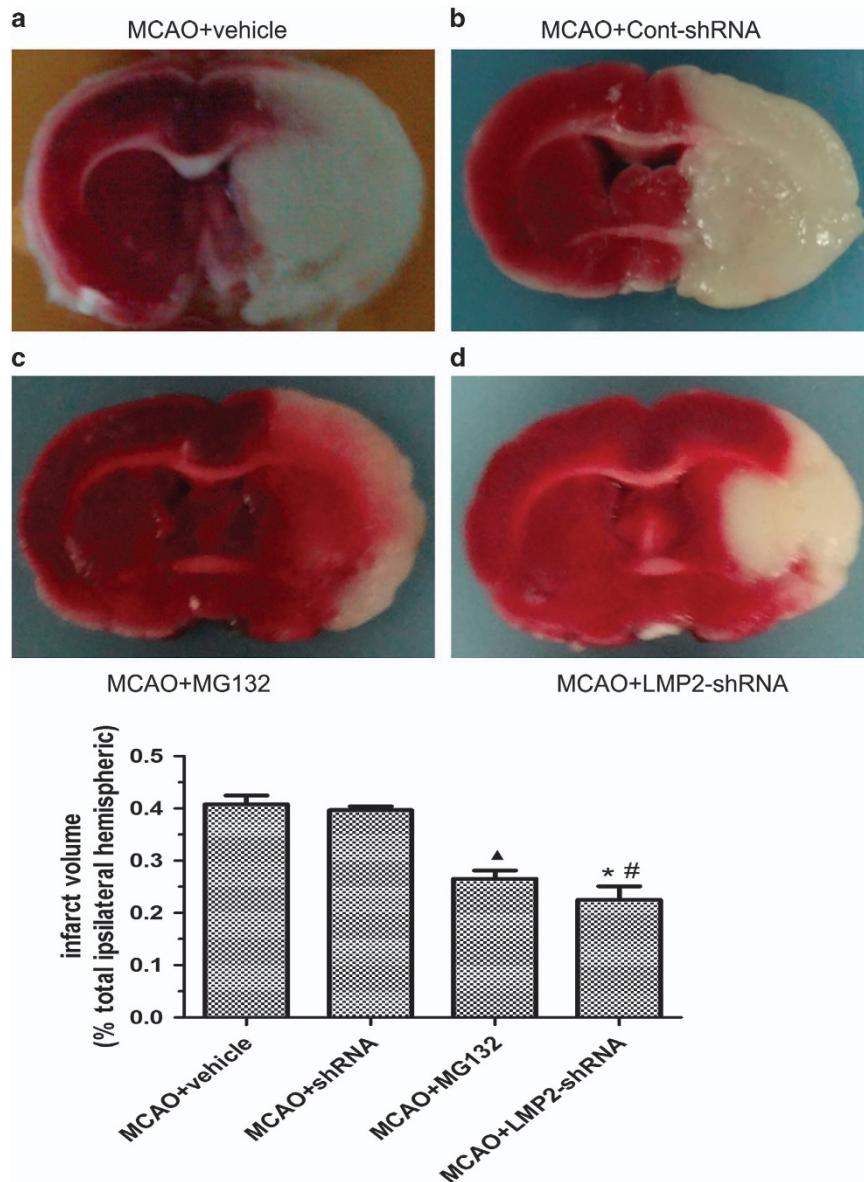 a
MCAO+vehicle
b
MCAO+Cont-shRNA
c
d
MCAO+MG132
MCAO+LMP2-shRNA
infarct volume
(% total ipsilateral hemispheric)
0.5
0.4
0.3
0.2
0.1
0.0
▲
* #
MCAO+vehicle
MCAO+shRNA
MCAO+MG132
MCAO+LMP2-shRNA